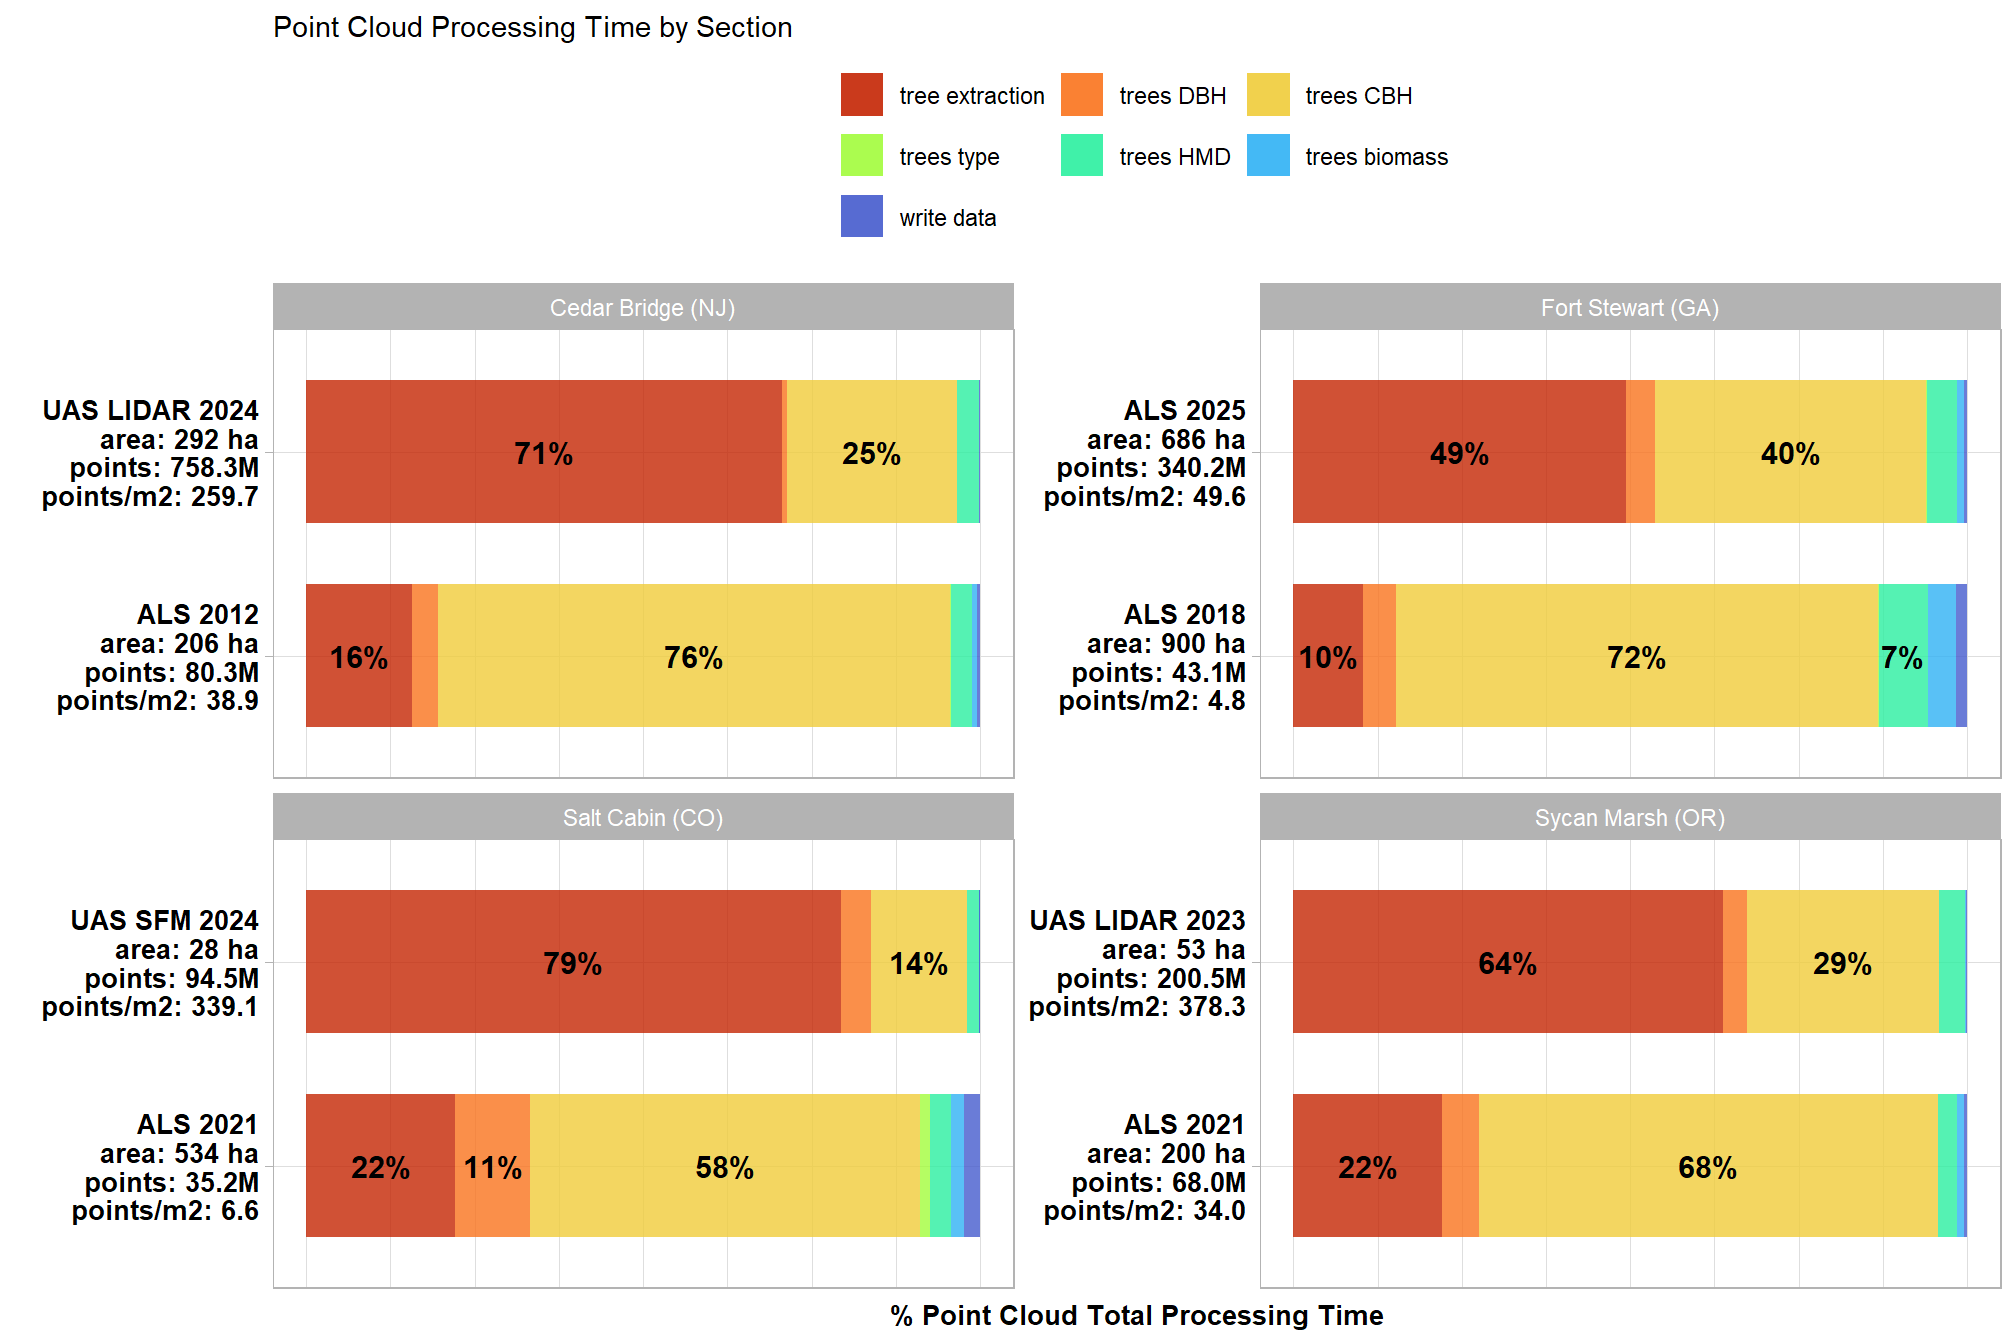 Point Cloud Processing Time by Section
tree extraction
trees DBH
trees CBH
trees type
trees HMD
trees biomass
write data
Cedar Bridge (NJ)
UAS LIDAR 2024
area: 292 ha
points: 758.3M
points/m2: 259.7
71%
25%
ALS 2012
area: 206 ha
points: 80.3M
points/m2: 38.9
16%
76%
Fort Stewart (GA)
ALS 2025
area: 686 ha
points: 340.2M
points/m2: 49.6
49%
40%
ALS 2018
area: 900 ha
points: 43.1M
points/m2: 4.8
10%
72%
7%
Salt Cabin (CO)
UAS SFM 2024
area: 28 ha
points: 94.5M
points/m2: 339.1
79%
14%
ALS 2021
area: 534 ha
points: 35.2M
points/m2: 6.6
22%
11%
58%
Sycan Marsh (OR)
UAS LIDAR 2023
area: 53 ha
points: 200.5M
points/m2: 378.3
64%
29%
ALS 2021
area: 200 ha
points: 68.0M
points/m2: 34.0
22%
68%
% Point Cloud Total Processing Time